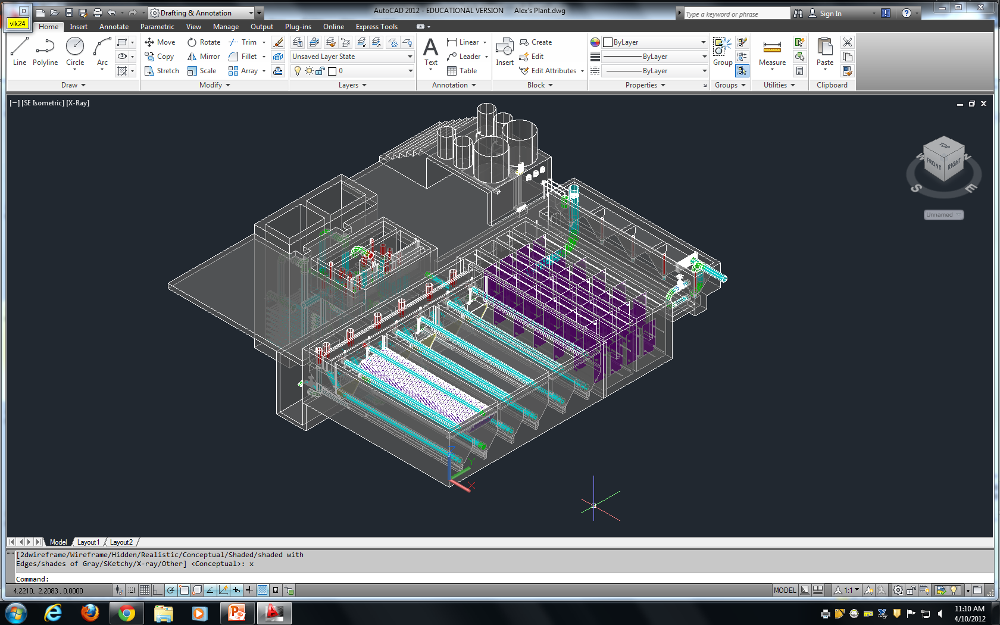 vlk24
Drafting & Annotation
AutoCAD 2012 - EDUCATIONAL VERSION Alex's Plant.dwg
Type a keyword or phrase
Sign In
Home Insert Annotate Parametric View Manage Output Plug-ins Online Express Tools
Line Polyline Circle Arc
Draw
Move Rotate Trim
Copy Mirror Fillet
Stretch Scale Array
Modify
Unsaved Layer State
0
Layers
Text
Linear
Leader
Table
Annotation
Insert
Create
Edit
Edit Attributes
Block
ByLayer
ByLayer
ByLayer
Properties
Group
Groups
Measure
Utilities
Paste
Clipboard
[−] [SE Isometric] [X-Ray]
TOP
FRONT RIGHT
W N
S E
Unnamed
Z
Y
X
Model Layout1 Layout2
[2dwireframe/Wireframe/Hidden/Realistic/Conceptual/Shaded/shaded with
Edges/shades of Gray/SKetchy/X-ray/Other] <Conceptual>: x
Command:
4.2210, 2.2083 , 0.0000
MODEL
1:1
11:10 AM
4/10/2012